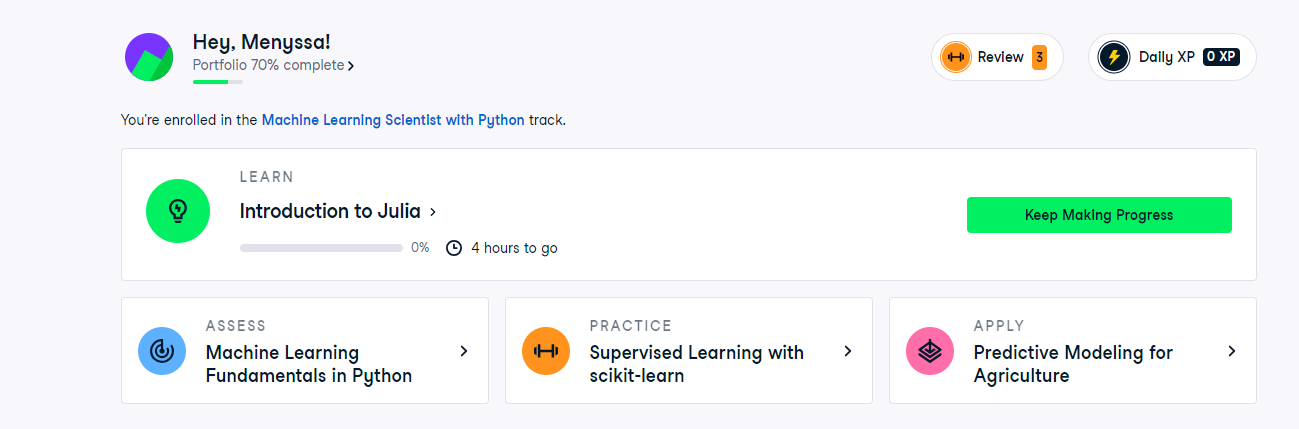 Hey, Menyssa!
Portfolio 70% complete
Review 3
Daily XP 0 XP
You're enrolled in the Machine Learning Scientist with Python track.
LEARN
Introduction to Julia
0% 4 hours to go
Keep Making Progress
ASSESS
Machine Learning
Fundamentals in Python
PRACTICE
Supervised Learning with
scikit-learn
APPLY
Predictive Modeling for
Agriculture